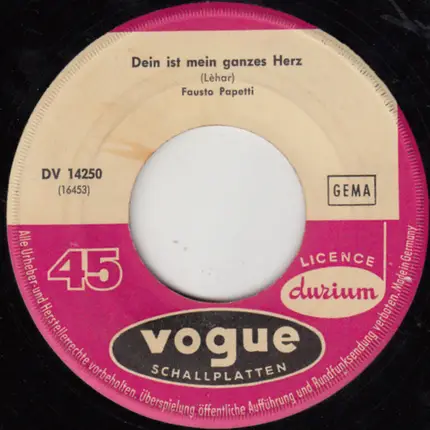 Dein ist mein ganzes Herz
(Lèhar)
Fausto Papetti
DV 14250
(16453)
GEMA
45
LICENCE
durium
vogue
SCHALLPLATTEN
Alle Urheber- und Herstellerrechte vorbehalten. Überspielung, öffentliche Aufführung und Rundfunksendung verboten. Made in Germany